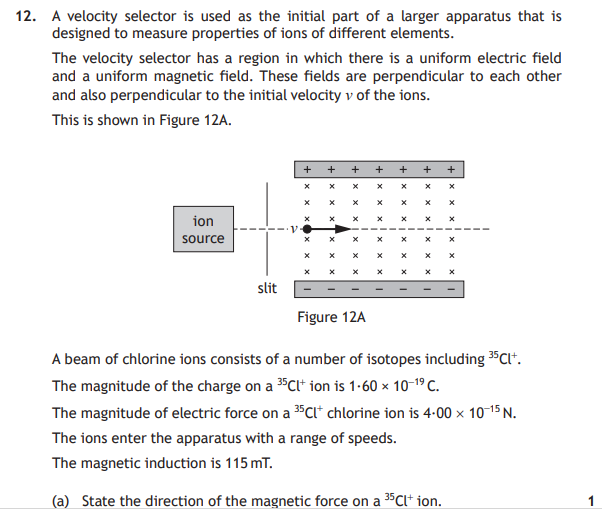 12. A velocity selector is used as the initial part of a larger apparatus that is
designed to measure properties of ions of different elements.
The velocity selector has a region in which there is a uniform electric field
and a uniform magnetic field. These fields are perpendicular to each other
and also perpendicular to the initial velocity v of the ions.
This is shown in Figure 12A.
+ + + + + + +
× × × × × × ×
× × × × × × ×
× × × × × × ×
ion
source
v
× × × × × × ×
× × × × × × ×
× × × × × × ×
slit
– – – – – – –
Figure 12A
A beam of chlorine ions consists of a number of isotopes including ³⁵Cl⁺.
The magnitude of the charge on a ³⁵Cl⁺ ion is 1·60 × 10⁻¹⁹ C.
The magnitude of electric force on a ³⁵Cl⁺ chlorine ion is 4·00 × 10⁻¹⁵ N.
The ions enter the apparatus with a range of speeds.
The magnetic induction is 115 mT.
(a) State the direction of the magnetic force on a ³⁵Cl⁺ ion. 1